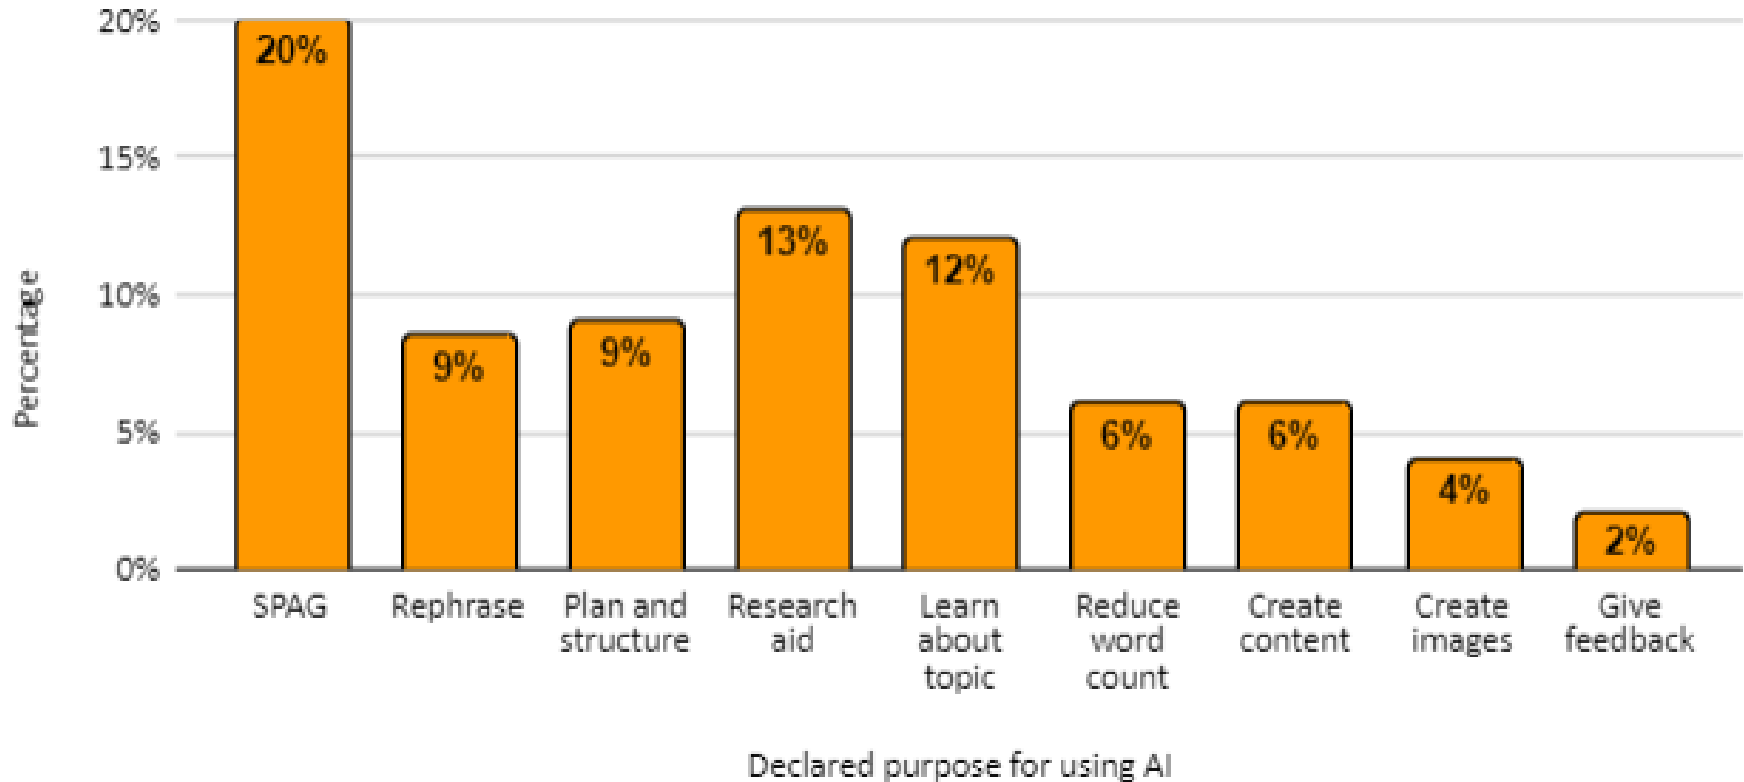 20%
15%
10%
5%
0%
Percentage
20%
9%
9%
13%
12%
6%
6%
4%
2%
SPAG
Rephrase
Plan and
structure
Research
aid
Learn
about
topic
Reduce
word
count
Create
content
Create
images
Give
feedback
Declared purpose for using AI